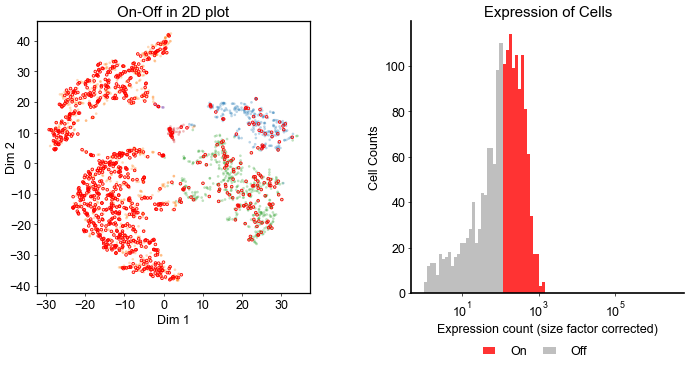 On-Off in 2D plot
40
30
20
10
0
−10
−20
−30
−40
Dim 2
−30 −20 −10 0 10 20 30
Dim 1
Expression of Cells
100
80
60
40
20
0
Cell Counts
10^1 10^3 10^5
Expression count (size factor corrected)
On Off